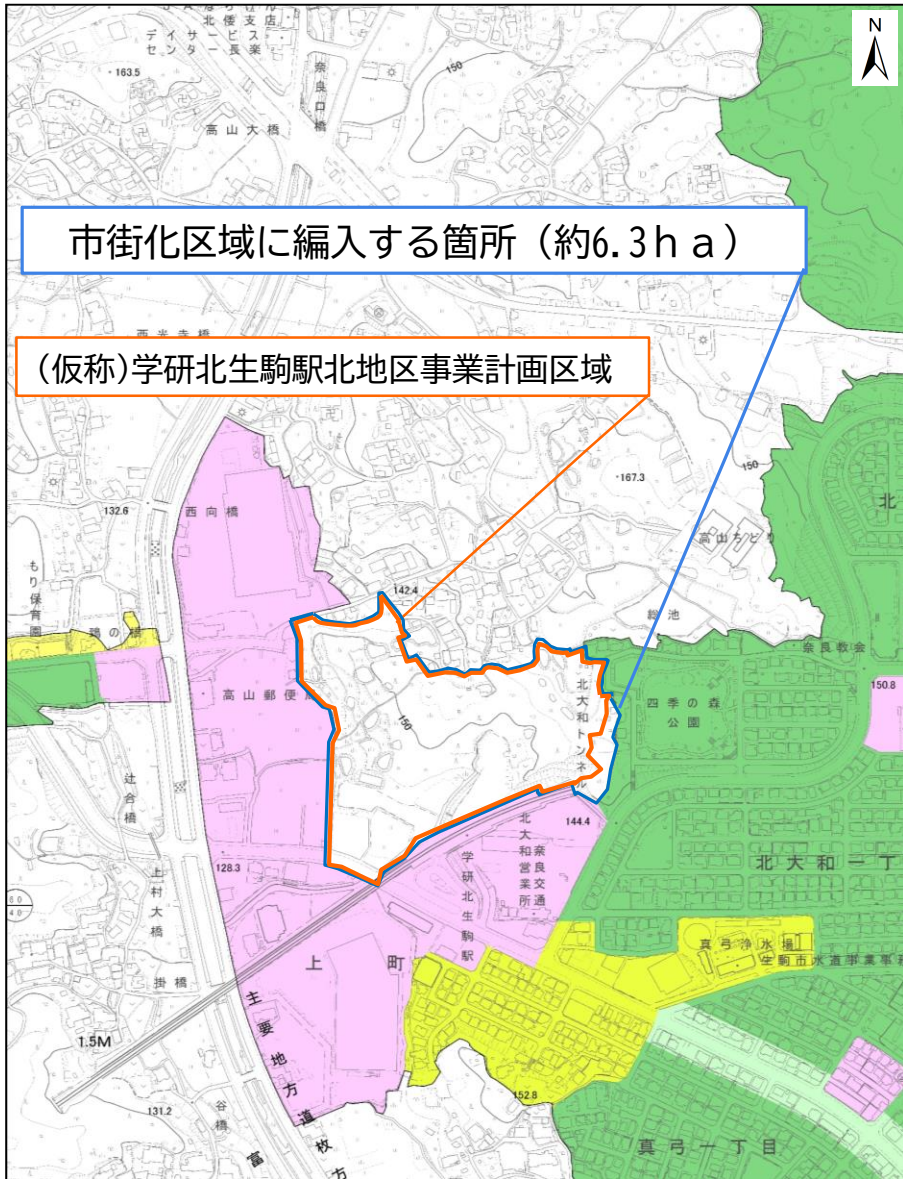 北倭支店
デイサービス
センター長楽
N
163.5
150
奈良口橋
高山大橋
市街化区域に編入する箇所（約6.3ｈａ）
西光寺橋
(仮称)学研北生駒駅北地区事業計画区域
150
167.3
北
132.6
西向橋
高山ちどり
もり保育園
142.4
総池
奈良教会
高山郵便
150
北大和トンネル
四季の森
公園
150.8
辻合橋
144.4
128.3
学研北生駒駅
北大和営業所
奈良交通
北大和一丁
上村大橋
真弓浄水場
生駒市水道事業事
上町
掛橋
主要地方道枚方
1.5M
131.2
谷橋
富
152.8
真弓一丁目